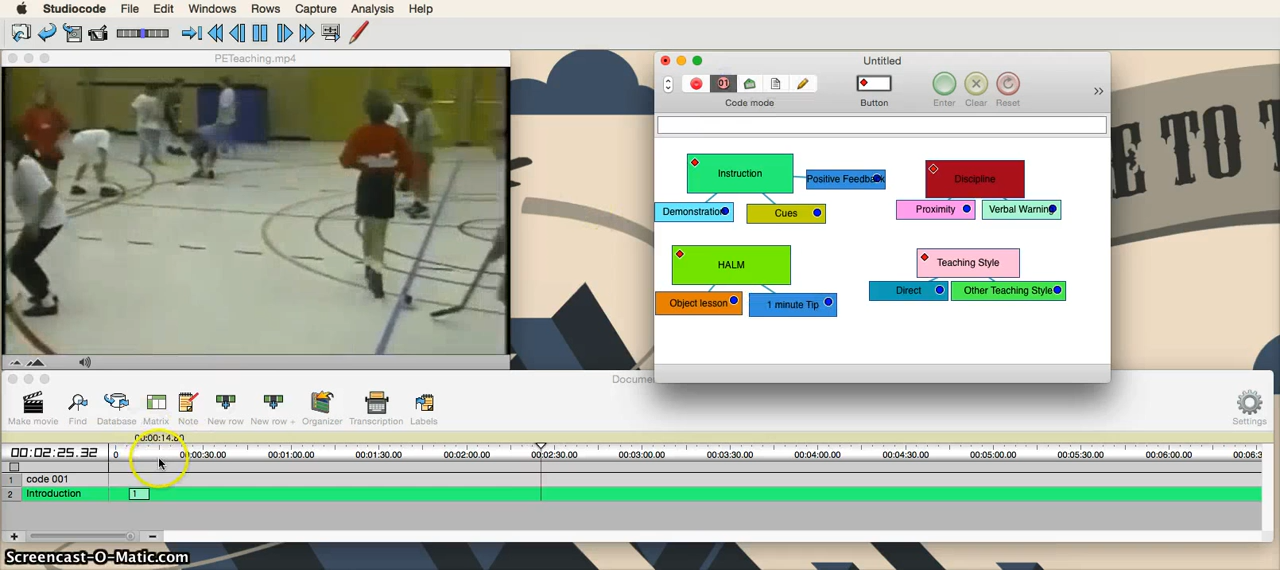 Studiocode File Edit Windows Rows Capture Analysis Help
PETeaching.mp4
Untitled
01
Code mode Button Enter Clear Reset
Instruction
Positive Feedback
Discipline
Demonstration
Cues
Proximity
Verbal Warning
HALM
Teaching Style
Object lesson
1 minute Tip
Direct
Other Teaching Style
TO T
Docume
Make movie Find Database Matrix Note New row New row + Organizer Transcription Labels Settings
00:02:25.32 0 00:00:30.00 00:01:00.00 00:01:30.00 00:02:00.00 00:02:30.00 00:03:00.00 00:03:30.00 00:04:00.00 00:04:30.00 00:05:00.00 00:05:30.00 00:06:00.00 00:06:3
1 code 001
2 Introduction 1
Screencast-O-Matic.com